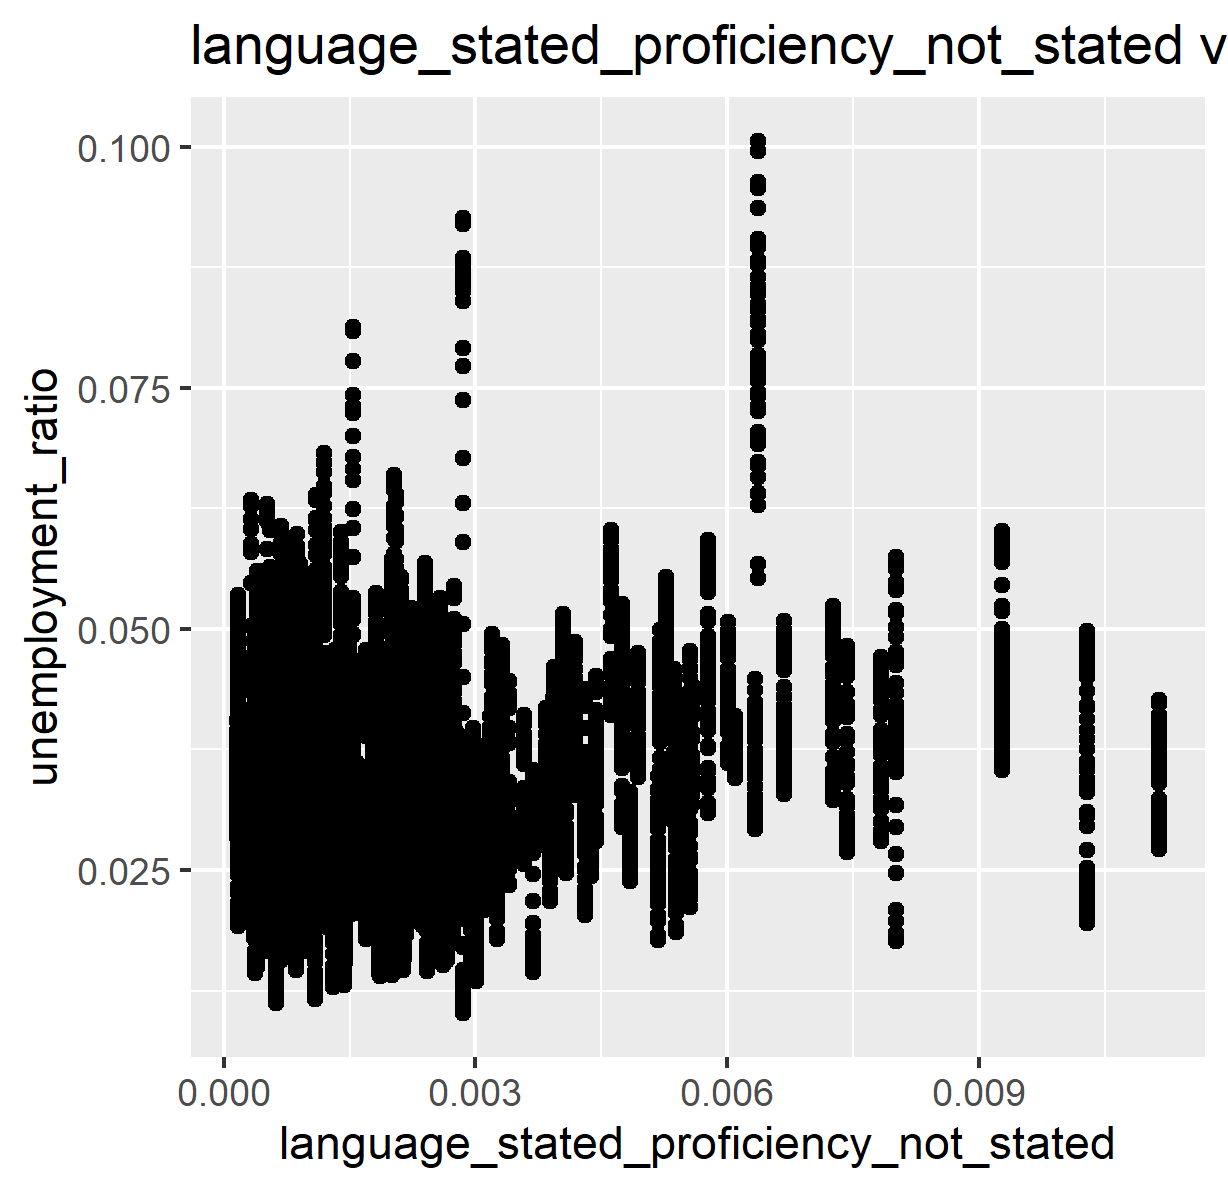 language_stated_proficiency_not_stated v
0.100
0.075
0.050
0.025
unemployment_ratio
0.000 0.003 0.006 0.009
language_stated_proficiency_not_stated